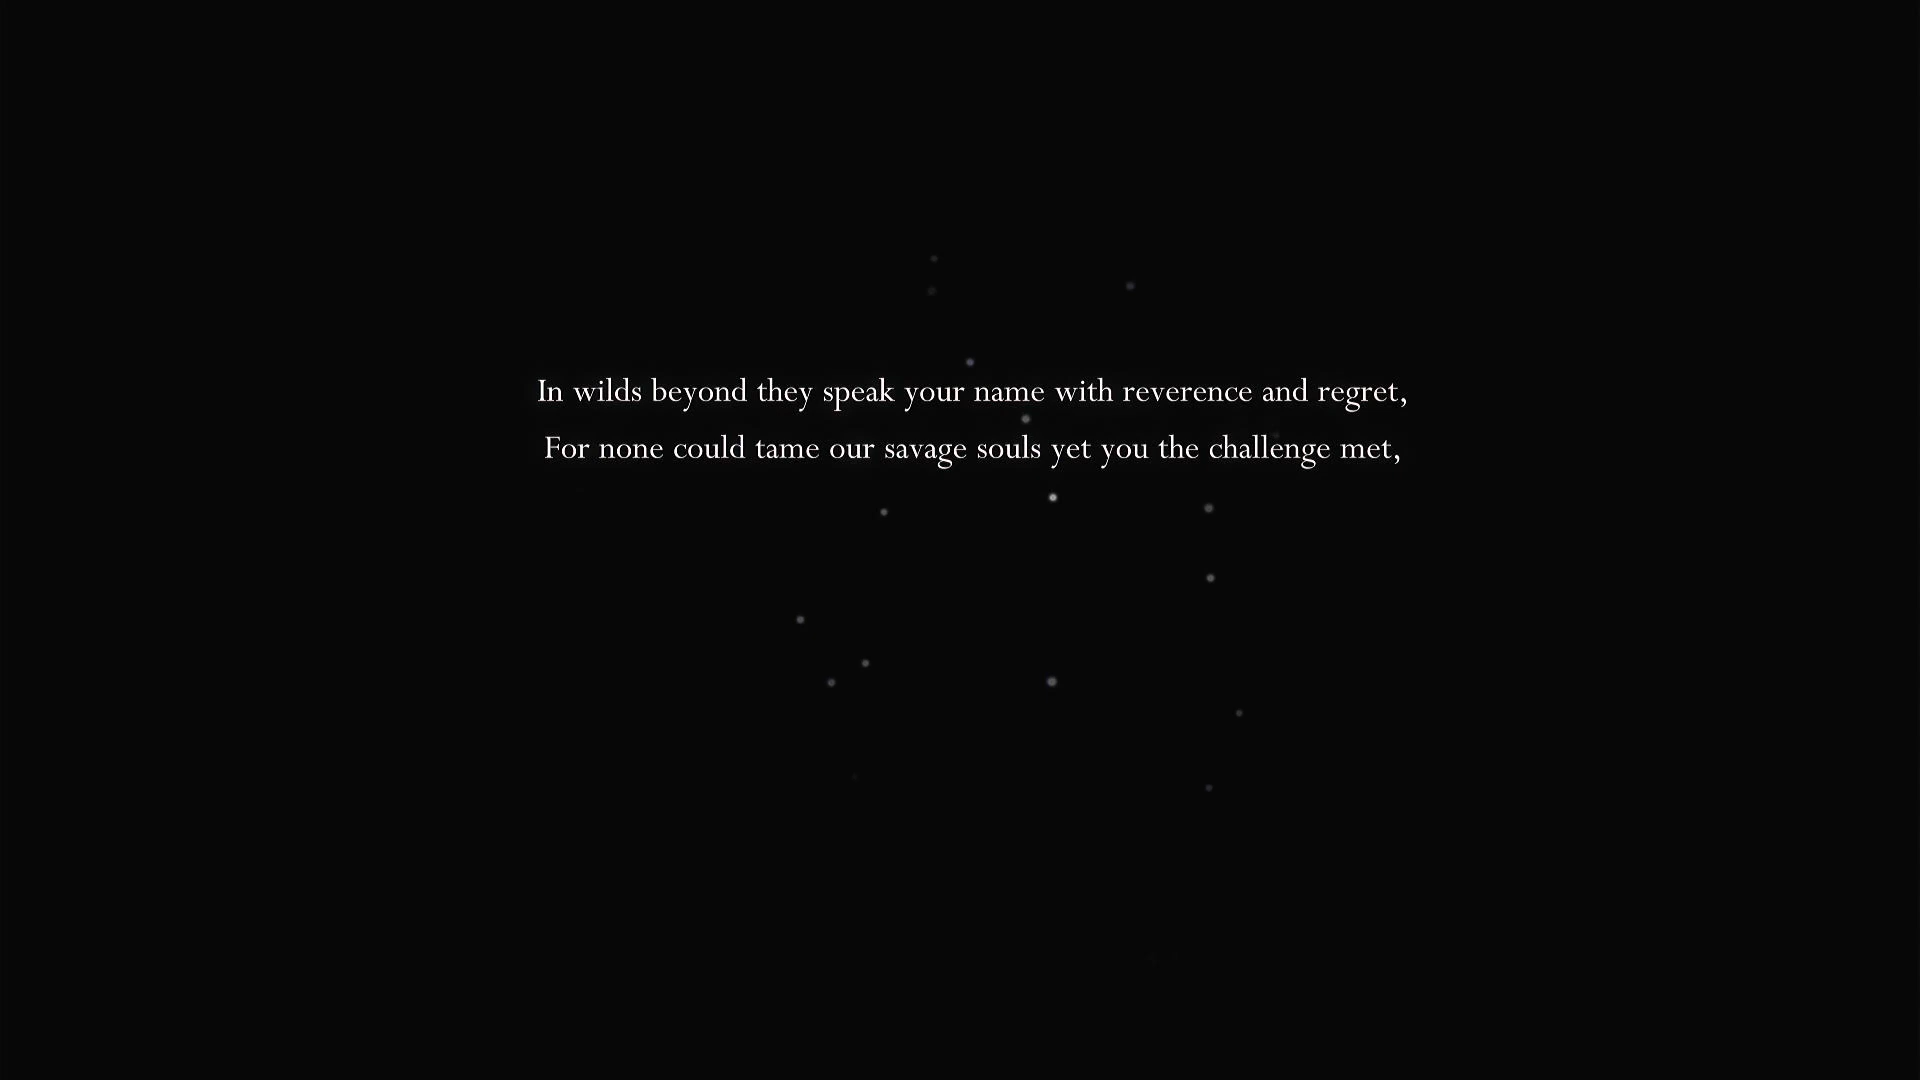 In wilds beyond they speak your name with reverence and regret,
For none could tame our savage souls yet you the challenge met,